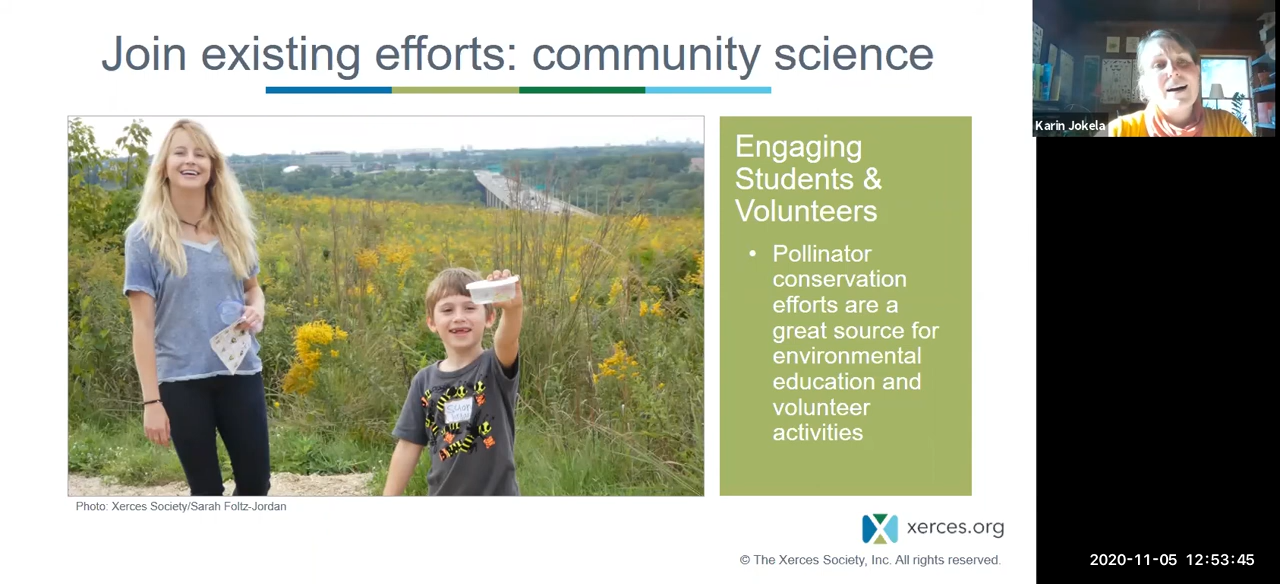 Join existing efforts: community science
Karin Jokela
Engaging
Students &
Volunteers
• Pollinator
conservation
efforts are a
great source for
environmental
education and
volunteer
activities
Photo: Xerces Society/Sarah Foltz-Jordan
xerces.org
© The Xerces Society, Inc. All rights reserved.
2020-11-05 12:53:45